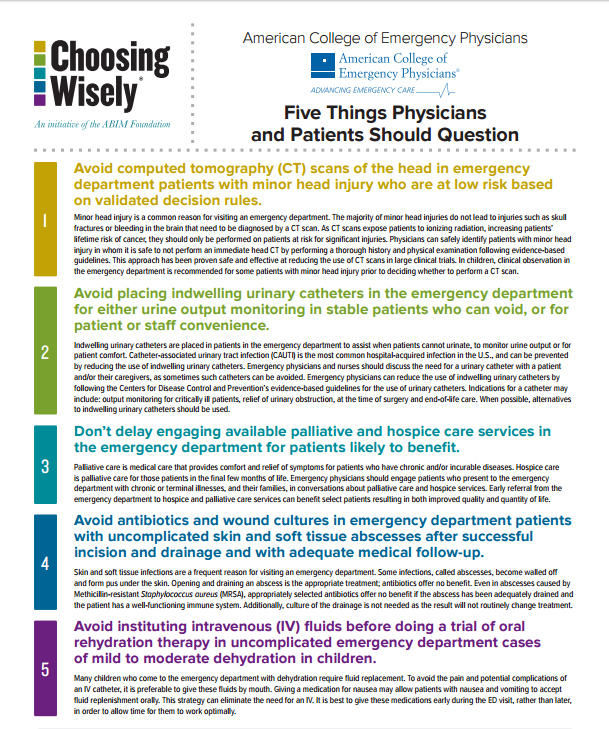 American College of Emergency Physicians
Choosing
Wisely®
An initiative of the ABIM Foundation
American College of
Emergency Physicians®
ADVANCING EMERGENCY CARE
Five Things Physicians
and Patients Should Question
1
Avoid computed tomography (CT) scans of the head in emergency
department patients with minor head injury who are at low risk based
on validated decision rules.
Minor head injury is a common reason for visiting an emergency department. The majority of minor head injuries do not lead to injuries such as skull
fractures or bleeding in the brain that need to be diagnosed by a CT scan. As CT scans expose patients to ionizing radiation, increasing patients'
lifetime risk of cancer, they should only be performed on patients at risk for significant injuries. Physicians can safely identify patients with minor head
injury in whom it is safe to not perform an immediate head CT by performing a thorough history and physical examination following evidence-based
guidelines. This approach has been proven safe and effective at reducing the use of CT scans in large clinical trials. In children, clinical observation in
the emergency department is recommended for some patients with minor head injury prior to deciding whether to perform a CT scan.
2
Avoid placing indwelling urinary catheters in the emergency department
for either urine output monitoring in stable patients who can void, or for
patient or staff convenience.
Indwelling urinary catheters are placed in patients in the emergency department to assist when patients cannot urinate, to monitor urine output or for
patient comfort. Catheter-associated urinary tract infection (CAUTI) is the most common hospital-acquired infection in the U.S., and can be prevented
by reducing the use of indwelling urinary catheters. Emergency physicians and nurses should discuss the need for a urinary catheter with a patient
and/or their caregivers, as sometimes such catheters can be avoided. Emergency physicians can reduce the use of indwelling urinary catheters by
following the Centers for Disease Control and Prevention's evidence-based guidelines for the use of urinary catheters. Indications for a catheter may
include: output monitoring for critically ill patients, relief of urinary obstruction, at the time of surgery and end-of-life care. When possible, alternatives
to indwelling urinary catheters should be used.
3
Don't delay engaging available palliative and hospice care services in
the emergency department for patients likely to benefit.
Palliative care is medical care that provides comfort and relief of symptoms for patients who have chronic and/or incurable diseases. Hospice care
is palliative care for those patients in the final few months of life. Emergency physicians should engage patients who present to the emergency
department with chronic or terminal illnesses, and their families, in conversations about palliative care and hospice services. Early referral from the
emergency department to hospice and palliative care services can benefit select patients resulting in both improved quality and quantity of life.
4
Avoid antibiotics and wound cultures in emergency department patients
with uncomplicated skin and soft tissue abscesses after successful
incision and drainage and with adequate medical follow-up.
Skin and soft tissue infections are a frequent reason for visiting an emergency department. Some infections, called abscesses, become walled off
and form pus under the skin. Opening and draining an abscess is the appropriate treatment; antibiotics offer no benefit. Even in abscesses caused by
Methicillin-resistant Staphylococcus aureus (MRSA), appropriately selected antibiotics offer no benefit if the abscess has been adequately drained and
the patient has a well-functioning immune system. Additionally, culture of the drainage is not needed as the result will not routinely change treatment.
5
Avoid instituting intravenous (IV) fluids before doing a trial of oral
rehydration therapy in uncomplicated emergency department cases
of mild to moderate dehydration in children.
Many children who come to the emergency department with dehydration require fluid replacement. To avoid the pain and potential complications of
an IV catheter, it is preferable to give these fluids by mouth. Giving a medication for nausea may allow patients with nausea and vomiting to accept
fluid replenishment orally. This strategy can eliminate the need for an IV. It is best to give these medications early during the ED visit, rather than later,
in order to allow time for them to work optimally.